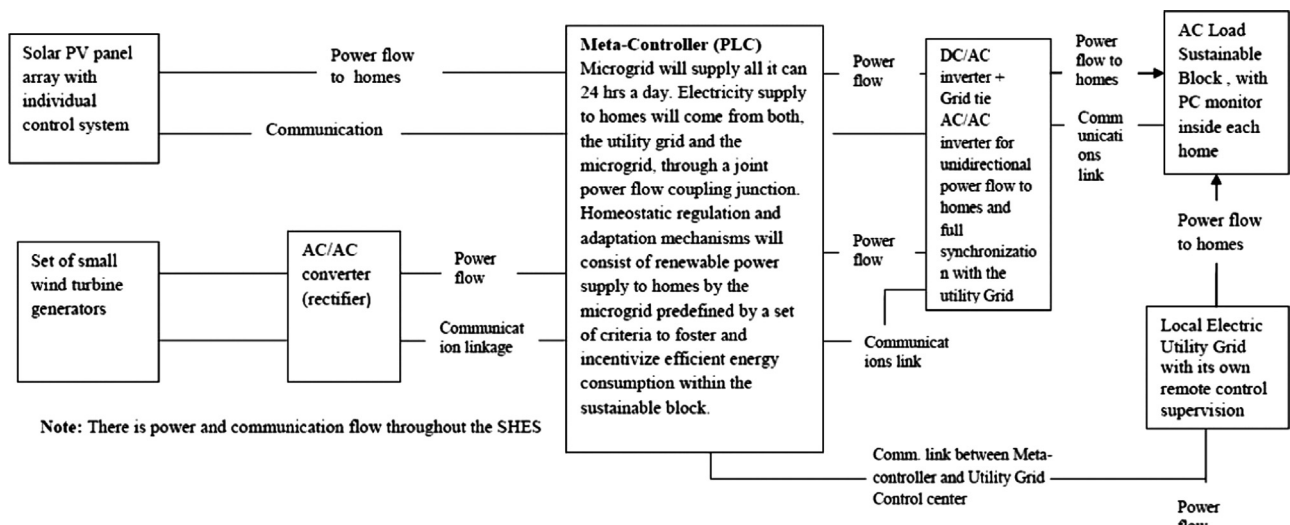 Solar PV panel
array with
individual
control system
Power flow
to homes
Communication
Set of small
wind turbine
generators
AC/AC
converter
(rectifier)
Power
flow
Communicat
ion linkage
Note: There is power and communication flow throughout the SHES
Meta-Controller (PLC)
Microgrid will supply all it can
24 hrs a day. Electricity supply
to homes will come from both,
the utility grid and the
microgrid, through a joint
power flow coupling junction.
Homeostatic regulation and
adaptation mechanisms will
consist of renewable power
supply to homes by the
microgrid predefined by a set
of criteria to foster and
incentivize efficient energy
consumption within the
sustainable block.
Power
flow
Power
flow
Communicat
ions link
DC/AC
inverter +
Grid tie
AC/AC
inverter for
unidirectional
power flow to
homes and
full
synchronizatio
n with the
utility Grid
Power
flow to
homes
Comm
unicati
ons
link
AC Load
Sustainable
Block , with
PC monitor
inside each
home
Power flow
to homes
Local Electric
Utility Grid
with its own
remote control
supervision
Comm. link between Meta-
controller and Utility Grid
Control center
Power
flow